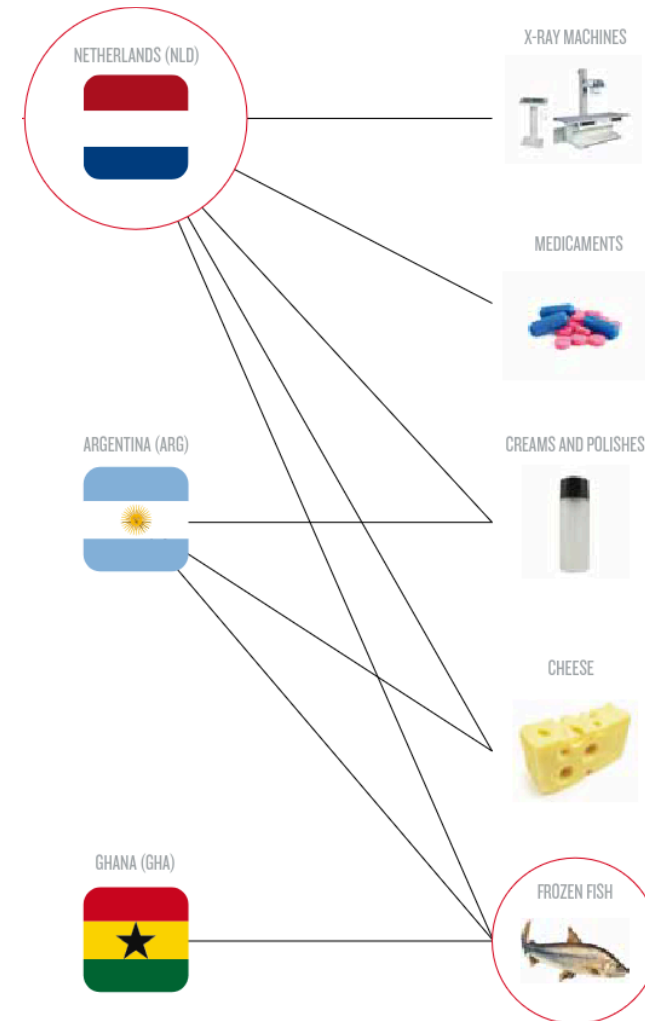 NETHERLANDS (NLD)
X-RAY MACHINES
MEDICAMENTS
ARGENTINA (ARG)
CREAMS AND POLISHES
CHEESE
GHANA (GHA)
FROZEN FISH